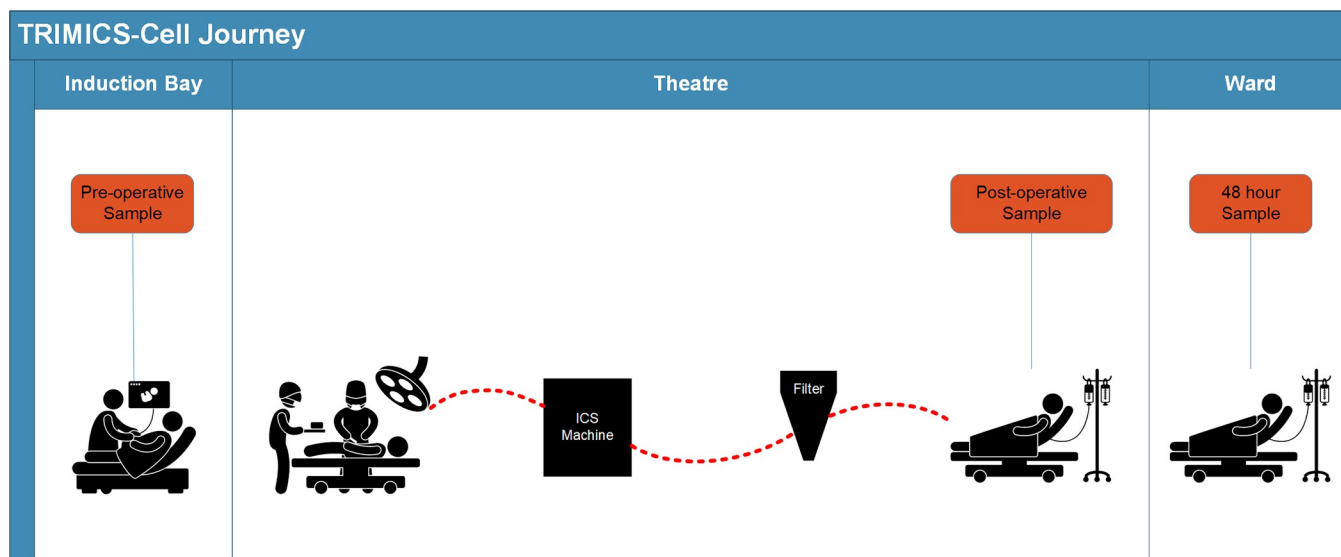 TRIMICS-Cell Journey
Induction Bay
Theatre
Ward
Pre-operative
Sample
Post-operative
Sample
48 hour
Sample
ICS
Machine
Filter